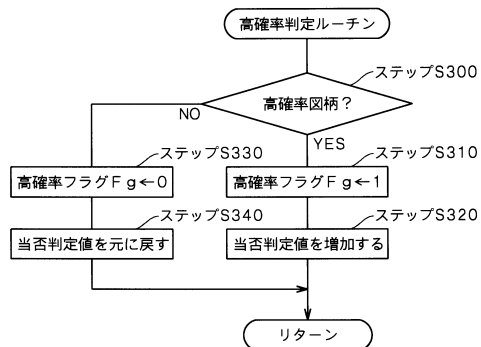 高確率判定ルーチン
ステップS300
高確率図柄？
NO
YES
ステップS330
ステップS310
高確率フラグFg←0
高確率フラグFg←1
ステップS340
ステップS320
当否判定値を元に戻す
当否判定値を増加する
リターン